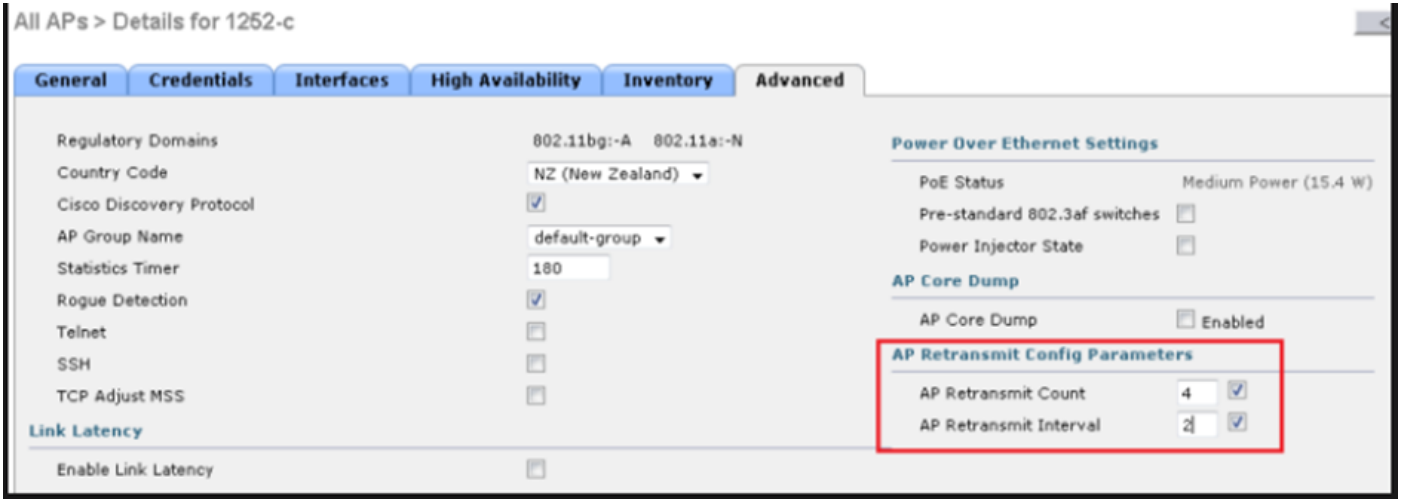 All APs > Details for 1252-c
<
General Credentials Interfaces High Availability Inventory Advanced
Regulatory Domains 802.11bg:-A 802.11a:-N
Country Code NZ (New Zealand)
Cisco Discovery Protocol
AP Group Name default-group
Statistics Timer 180
Rogue Detection
Telnet
SSH
TCP Adjust MSS
Link Latency
Enable Link Latency
Power Over Ethernet Settings
PoE Status Medium Power (15.4 W)
Pre-standard 802.3af switches
Power Injector State
AP Core Dump
AP Core Dump Enabled
AP Retransmit Config Parameters
AP Retransmit Count 4
AP Retransmit Interval 2